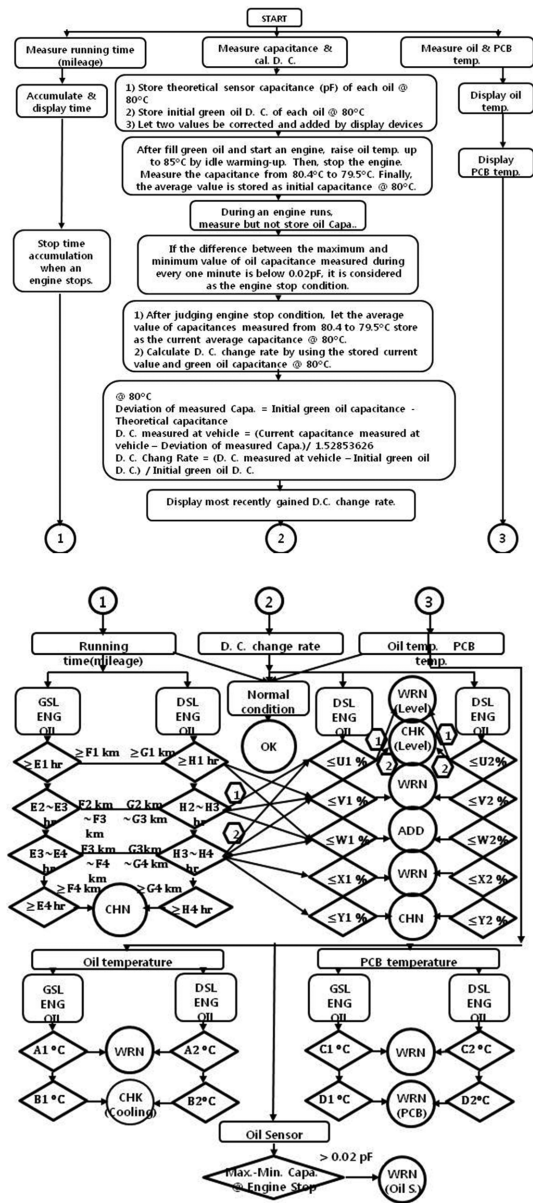 START
Measure running time
(mileage)
Measure capacitance &
cal. D. C.
Measure oil & PCB
temp.
Accumulate &
display time
1) Store theoretical sensor capacitance (pF) of each oil @
80°C
2) Store initial green oil D. C. of each oil @ 80°C
3) Let two values be corrected and added by display devices
Display oil
temp.
After fill green oil and start an engine, raise oil temp. up
to 85°C by idle warming-up. Then, stop the engine.
Measure the capacitance from 80.4°C to 79.5°C. Finally,
the average value is stored as initial capacitance @ 80°C.
Display
PCB temp.
During an engine runs,
measure but not store oil Capa..
Stop time
accumulation
when an
engine stops.
If the difference between the maximum and
minimum value of oil capacitance measured during
every one minute is below 0.02pF, it is considered
as the engine stop condition.
1) After judging engine stop condition, let the average
value of capacitances measured from 80.4 to 79.5°C store
as the current average capacitance @ 80°C.
2) Calculate D. C. change rate by using the stored current
value and green oil capacitance @ 80°C.
@ 80°C
Deviation of measured Capa. = Initial green oil capacitance -
Theoretical capacitance
D. C. measured at vehicle = (Current capacitance measured at
vehicle – Deviation of measured Capa.)/ 1.52853626
D. C. Chang Rate = (D. C. measured at vehicle – Initial green oil
D. C.) / Initial green oil D. C.
Display most recently gained D.C. change rate.
1
2
3
1
2
3
Running
time(mileage)
D. C. change rate
Oil temp. PCB
temp.
GSL
ENG
OIL
DSL
ENG
OIL
Normal
condition
OK
DSL
ENG
OIL
WRN
(Level)
CHK
(Level)
DSL
ENG
OIL
1
2
1
2
≥E1 hr
≥F1 km
≥G1 km
≥H1 hr
≤U1 %
≤U2%
1
E2~E3
hr
F2 km
~F3
km
G2 km
~G3 km
H2~H3
hr
≤V1 %
WRN
≤V2 %
2
E3~E4
hr
F3 km
~F4
km
G3km
~G4 km
H3~H4
hr
≤W1 %
ADD
≤W2%
≥E4 hr
≥F4 km
CHN
≥G4 km
≥H4 hr
≤X1 %
WRN
≤X2 %
≤Y1 %
CHN
≤Y2 %
Oil temperature
PCB temperature
GSL
ENG
OIL
DSL
ENG
OIL
GSL
ENG
OIL
DSL
ENG
OIL
A1 °C
WRN
A2 °C
C1 °C
WRN
C2 °C
B1 °C
CHK
(Cooling)
B2°C
D1 °C
WRN
(PCB)
D2°C
Oil Sensor
> 0.02 pF
Max.-Min. Capa.
@ Engine Stop
WRN
(Oil S.)